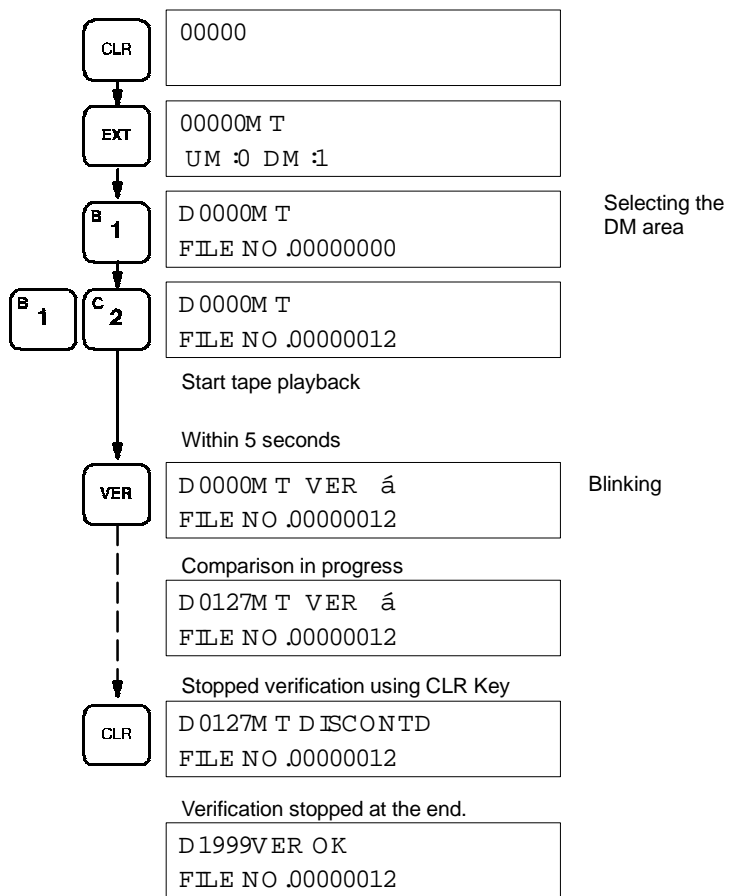 CLR
00000
EXT
00000MT
UM:0 DM:1
B 1
D0000MT
FILE NO.00000000
Selecting the
DM area
B 1
C 2
D0000MT
FILE NO.00000012
Start tape playback
Within 5 seconds
VER
D0000MT VER á
FILE NO.00000012
Blinking
Comparison in progress
D0127MT VER á
FILE NO.00000012
Stopped verification using CLR Key
CLR
D0127MT DISCONTD
FILE NO.00000012
Verification stopped at the end.
D1999VER OK
FILE NO.00000012